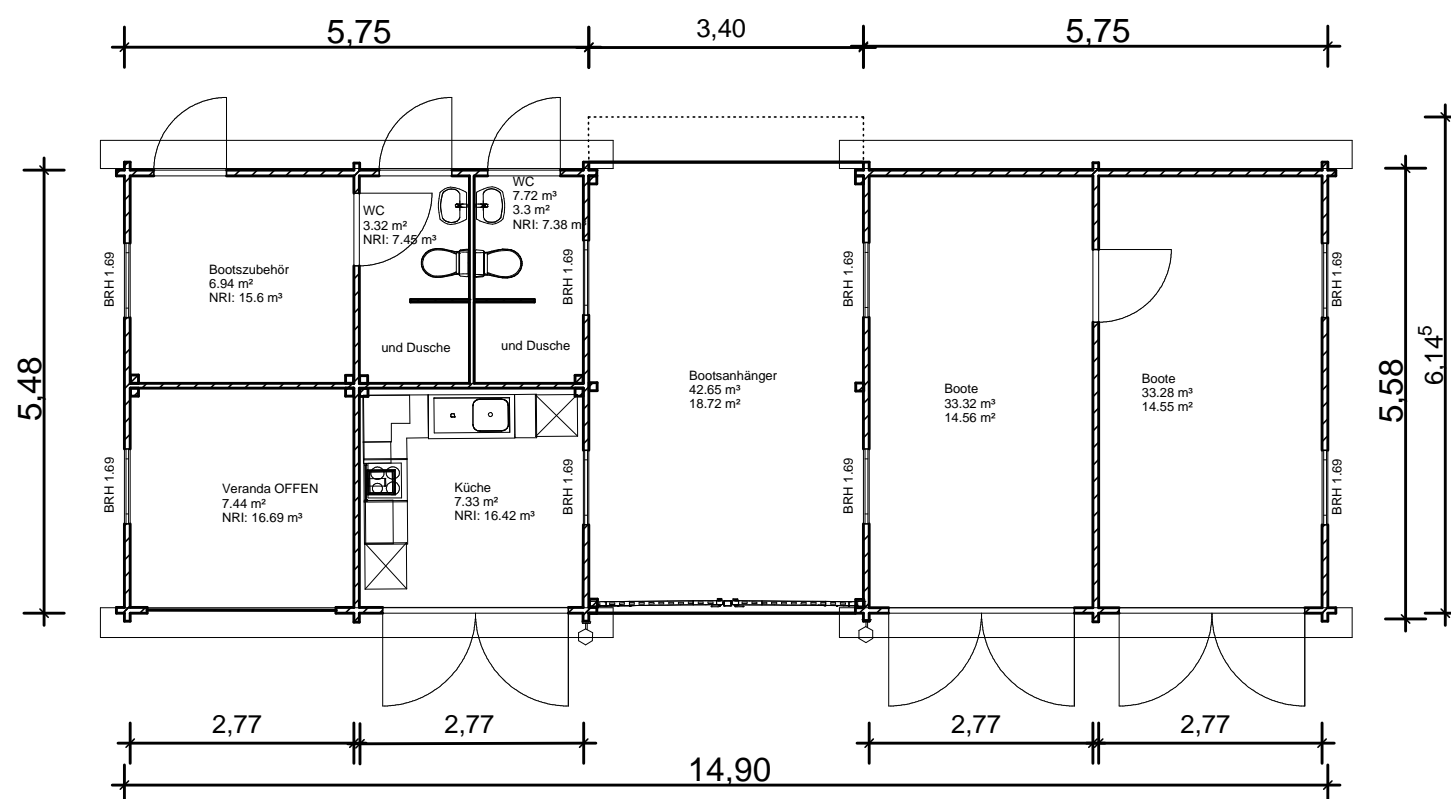 5,75
3,40
5,75
WC
7.72 m³
3.3 m²
NRI: 7.38 m³
WC
3.32 m²
NRI: 7.45 m³
Bootszubehör
6.94 m²
NRI: 15.6 m³
BRH 1.69
BRH 1.69
BRH 1.69
BRH 1.69
und Dusche
und Dusche
5,48
Bootsanhänger
42.65 m³
18.72 m²
Boote
33.32 m³
14.56 m²
Boote
33.28 m³
14.55 m²
5,58
6,14⁵
Veranda OFFEN
7.44 m²
NRI: 16.69 m³
Küche
7.33 m²
NRI: 16.42 m³
BRH 1.69
BRH 1.69
BRH 1.69
BRH 1.69
2,77
2,77
2,77
2,77
14,90